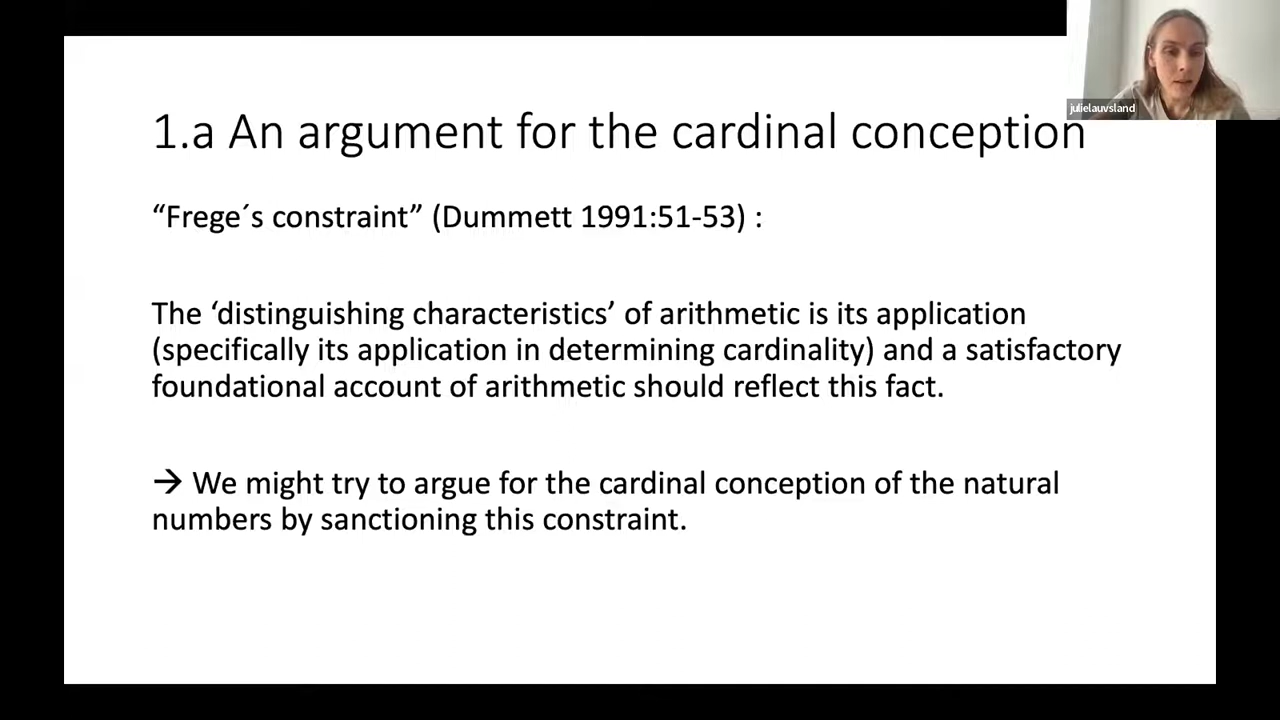 julielauvsland
1.a An argument for the cardinal conception
“Frege´s constraint” (Dummett 1991:51-53) :
The ‘distinguishing characteristics’ of arithmetic is its application
(specifically its application in determining cardinality) and a satisfactory
foundational account of arithmetic should reflect this fact.
→ We might try to argue for the cardinal conception of the natural
numbers by sanctioning this constraint.